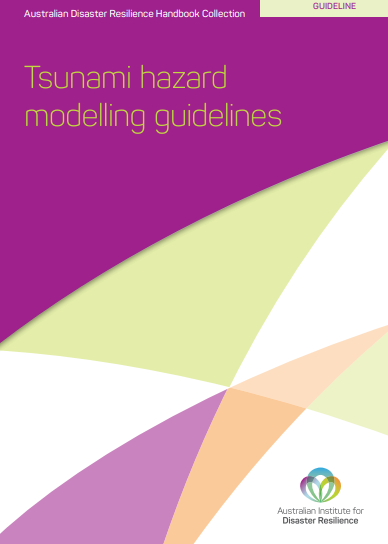 Australian Disaster Resilience Handbook Collection
GUIDELINE
Tsunami hazard
modelling guidelines
Australian Institute for
Disaster Resilience